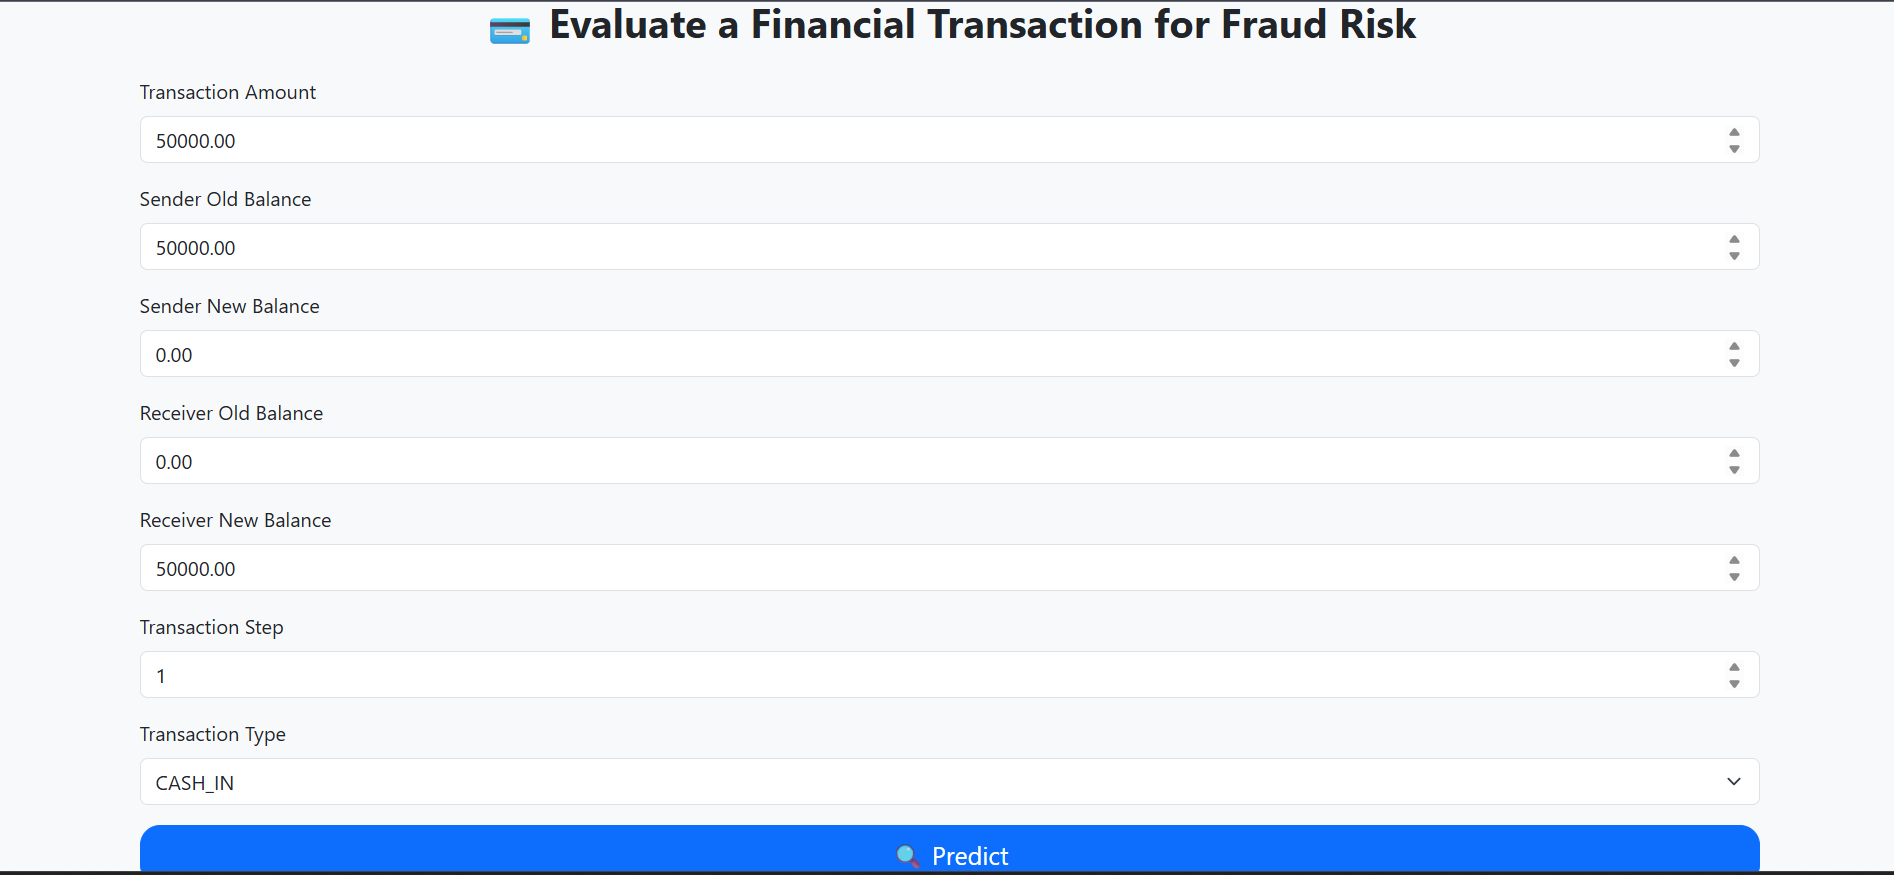 Evaluate a Financial Transaction for Fraud Risk
Transaction Amount
50000.00
Sender Old Balance
50000.00
Sender New Balance
0.00
Receiver Old Balance
0.00
Receiver New Balance
50000.00
Transaction Step
1
Transaction Type
CASH_IN
Predict